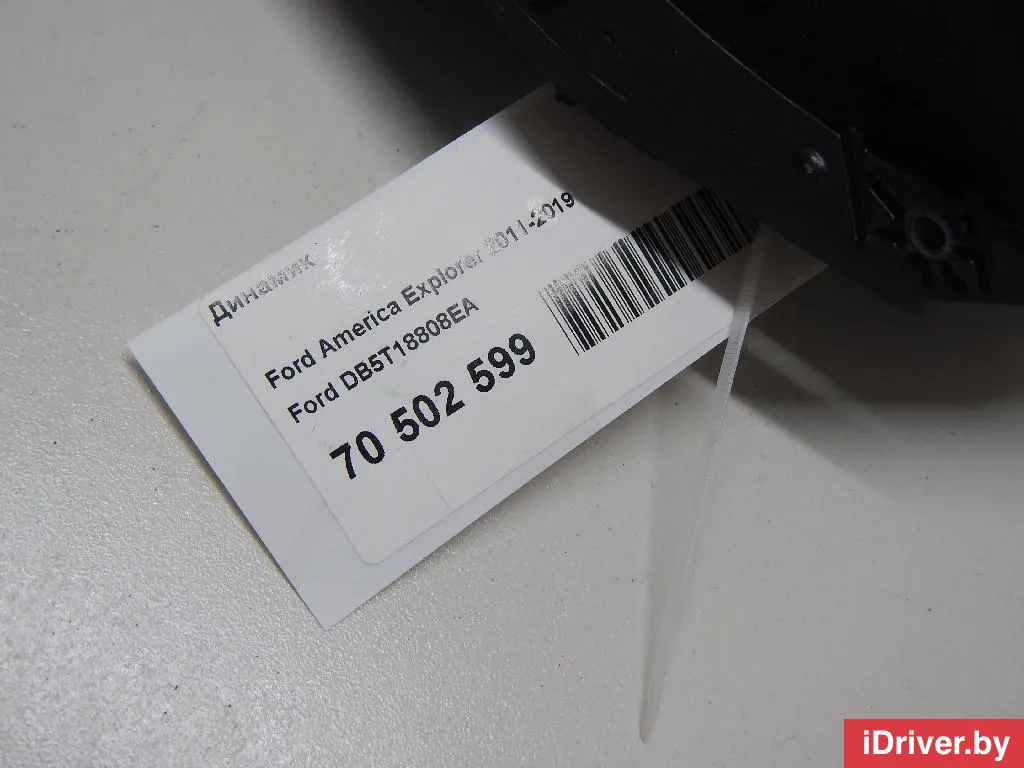 Динамик
Ford America Explorer 2011-2019
Ford DB5T18808EA
70 502 599
iDriver.by